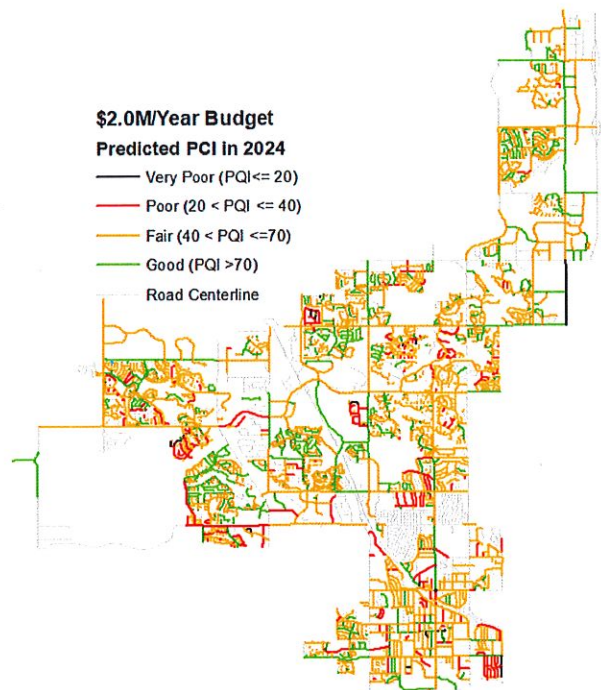 $2.0M/Year Budget
Predicted PCI in 2024
Very Poor (PQI<= 20)
Poor (20 < PQI <= 40)
Fair (40 < PQI <=70)
Good (PQI >70)
Road Centerline